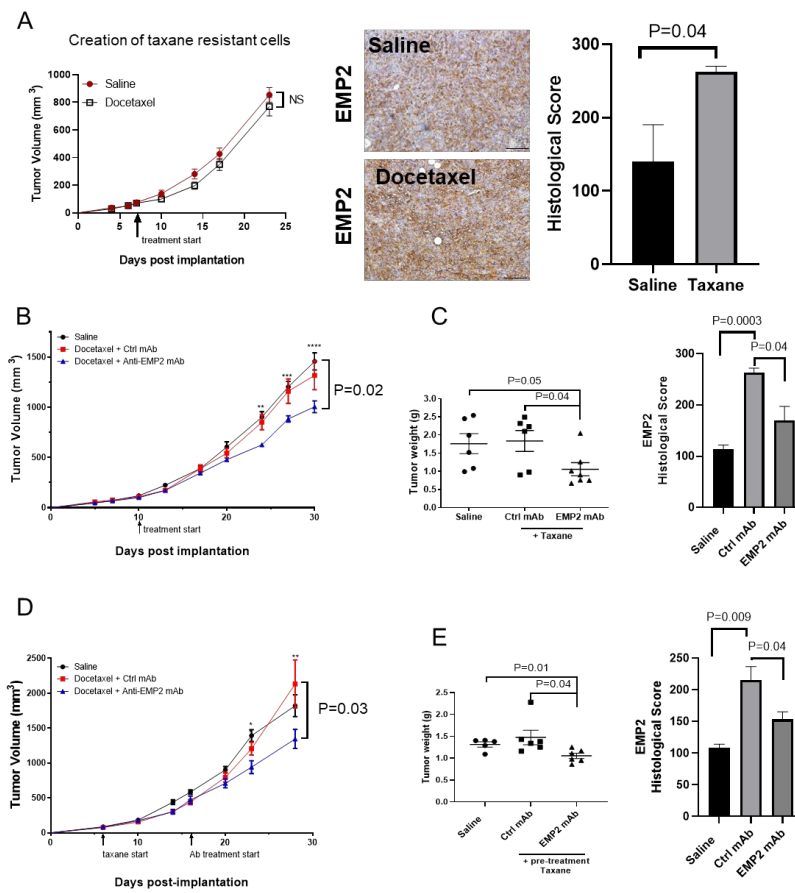 A
Creation of taxane resistant cells
Saline
Docetaxel
NS
Tumor Volume (mm 3)
1000
800
600
400
200
0
0 5 10 15 20 25
treatment start
Days post implantation
EMP2
Saline
EMP2
Docetaxel
P=0.04
Histological Score
300
200
100
0
Saline Taxane
B
Saline
Docetaxel + Ctrl mAb
Docetaxel + Anti-EMP2 mAb
Tumor Volume (mm 3)
1500
1000
500
0
0 10 20 30
** *** ****
P=0.02
treatment start
Days post implantation
C
P=0.05
P=0.04
Tumor weight (g)
3.0
2.5
2.0
1.5
1.0
0.5
0.0
Saline Ctrl mAb EMP2 mAb
+ Taxane
P=0.0003
P=0.04
EMP2
Histological Score
300
200
100
0
Saline
Ctrl mAb
EMP2 mAb
D
Saline
Docetaxel + Ctrl mAb
Docetaxel + Anti-EMP2 mAb
Tumor Volume (mm3)
2500
2000
1500
1000
500
0
0 10 20 30
* **
P=0.03
taxane start Ab treatment start
Days post-implantation
E
P=0.01
P=0.04
Tumor weight (g)
3.0
2.5
2.0
1.5
1.0
0.5
0.0
Saline
Ctrl mAb
EMP2 mAb
+ pre-treatment
Taxane
P=0.009
P=0.04
EMP2
Histological Score
250
200
150
100
50
0
Saline
Ctrl mAb
EMP2 mAb